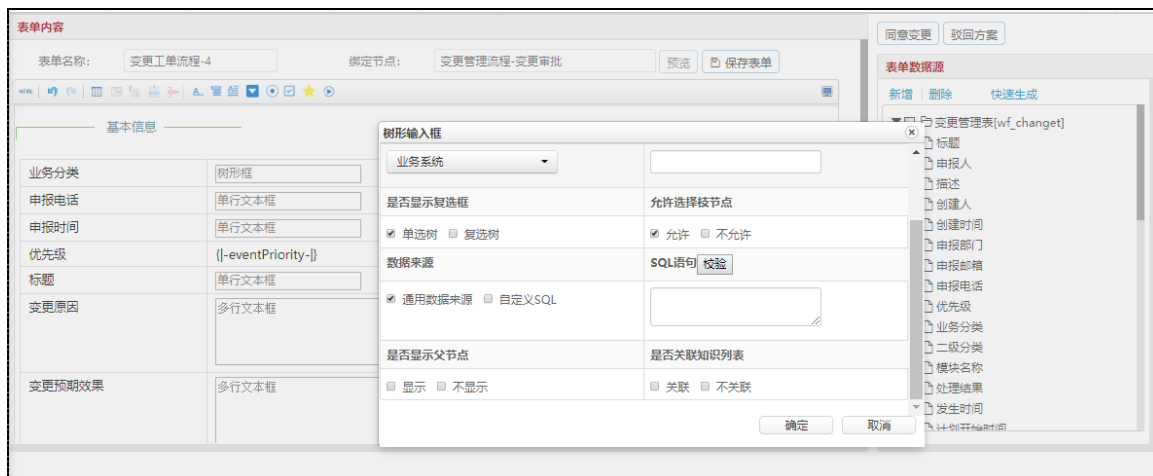 表单内容
表单名称: 变更工单流程-4 绑定节点: 变更管理流程-变更审批 预览 保存表单
HTML
基本信息
业务分类 树形框
申报电话 单行文本框
申报时间 单行文本框
优先级 {|-eventPriority-|}
标题 单行文本框
变更原因 多行文本框
变更预期效果 多行文本框
树形输入框
业务系统
是否显示复选框 允许选择枝节点
单选树 复选树 允许 不允许
数据来源 SQL语句 校验
通用数据来源 自定义SQL
是否显示父节点 是否关联知识列表
显示 不显示 关联 不关联
确定 取消
同意变更 驳回方案
表单数据源
新增 删除 快速生成
变更管理表[wf_changet]
标题
申报人
描述
创建人
创建时间
申报部门
申报邮箱
申报电话
优先级
业务分类
二级分类
模块名称
处理结果
发生时间
计划开始时间